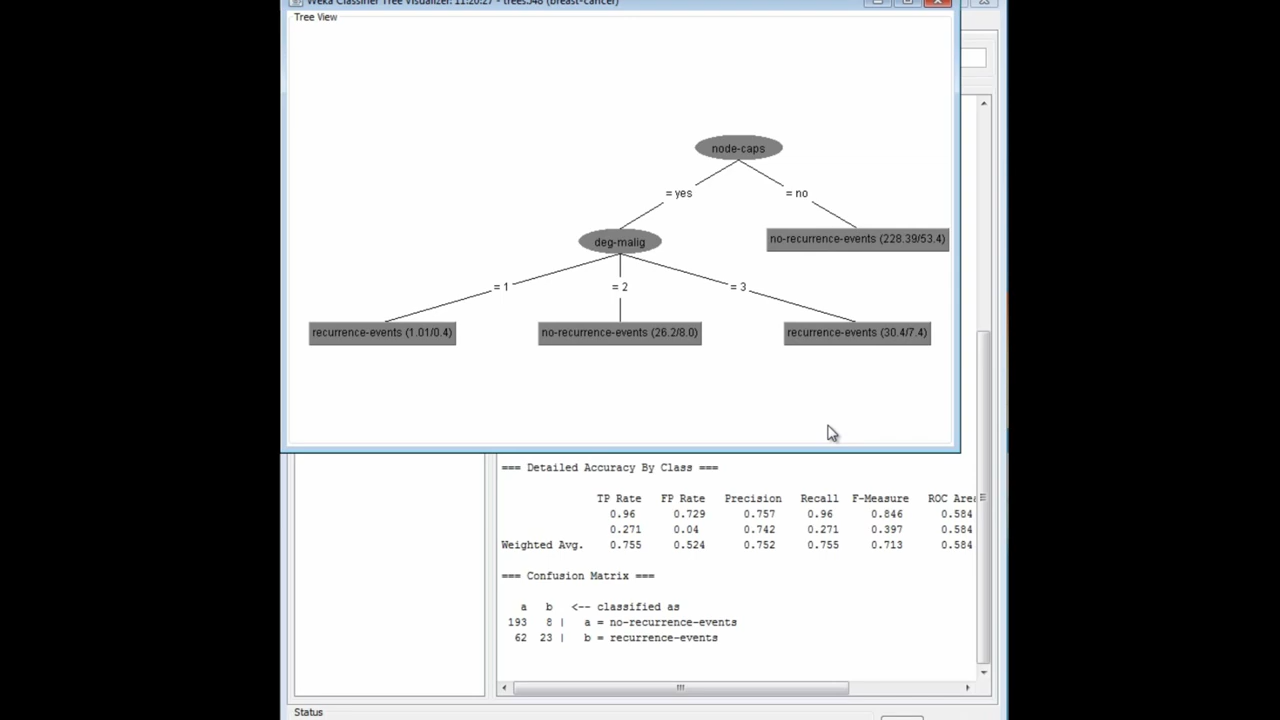 Weka Classifier Tree Visualizer: 11:20:27 - trees.J48 (breast-cancer)
Tree View
node-caps
= yes
= no
deg-malig
no-recurrence-events (228.39/53.4)
= 1
= 2
= 3
recurrence-events (1.01/0.4)
no-recurrence-events (26.2/8.0)
recurrence-events (30.4/7.4)
=== Detailed Accuracy By Class ===
TP Rate FP Rate Precision Recall F-Measure ROC Area
0.96 0.729 0.757 0.96 0.846 0.584
0.271 0.04 0.742 0.271 0.397 0.584
Weighted Avg. 0.755 0.524 0.752 0.755 0.713 0.584
=== Confusion Matrix ===
a b <-- classified as
193 8 | a = no-recurrence-events
62 23 | b = recurrence-events
Status